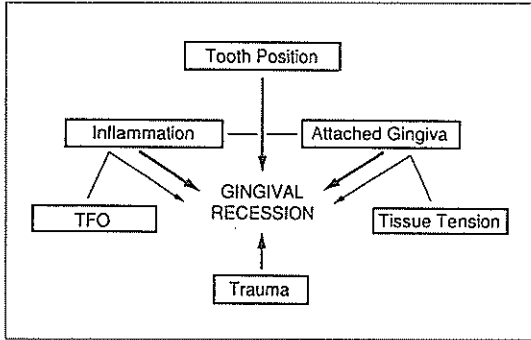 Tooth Position
Inflammation
Attached Gingiva
GINGIVAL
RECESSION
TFO
Tissue Tension
Trauma